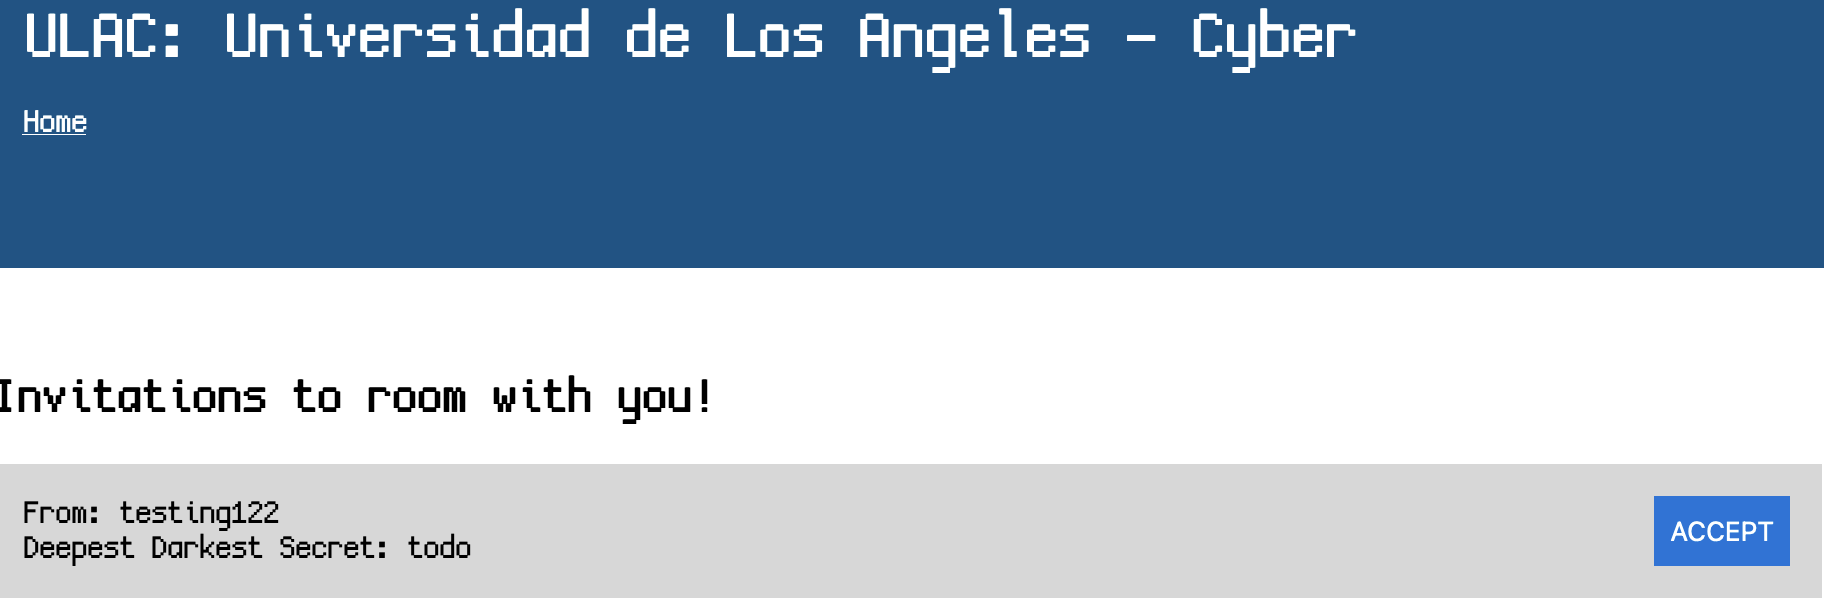 ULAC: Universidad de Los Angeles - Cyber
Home
Invitations to room with you!
From: testing122
Deepest Darkest Secret: todo
ACCEPT